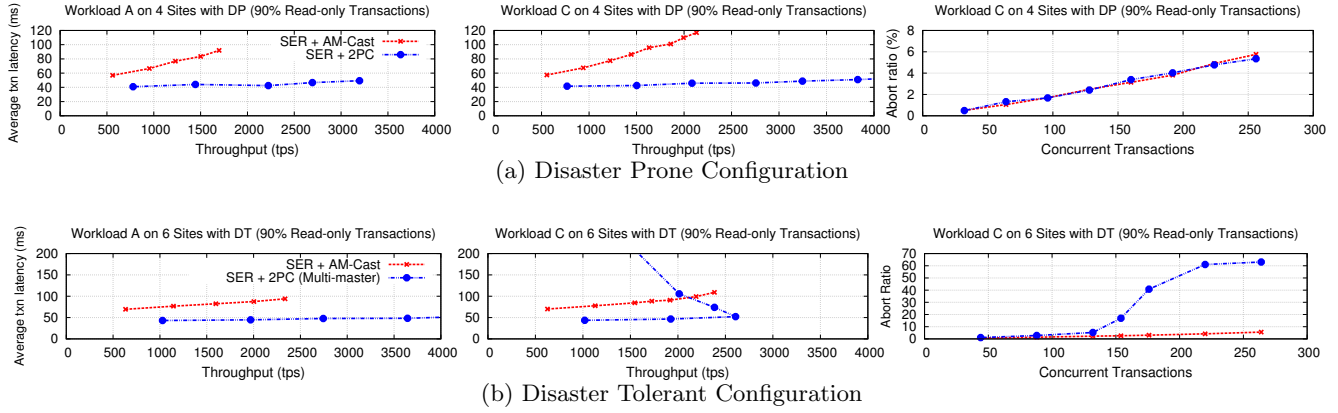 Workload A on 4 Sites with DP (90% Read-only Transactions)
Average txn latency (ms)
120
100
80
60
40
20
0
SER + AM-Cast
SER + 2PC
0 500 1000 1500 2000 2500 3000 3500 4000
Throughput (tps)
Workload C on 4 Sites with DP (90% Read-only Transactions)
120
100
80
60
40
20
0
0 500 1000 1500 2000 2500 3000 3500 4000
Throughput (tps)
Workload C on 4 Sites with DP (90% Read-only Transactions)
Abort ratio (%)
8
6
4
2
0
0 50 100 150 200 250 300
Concurrent Transactions
(a) Disaster Prone Configuration
Workload A on 6 Sites with DT (90% Read-only Transactions)
Average txn latency (ms)
200
150
100
50
0
SER + AM-Cast
SER + 2PC (Multi-master)
0 500 1000 1500 2000 2500 3000 3500 4000
Throughput (tps)
Workload C on 6 Sites with DT (90% Read-only Transactions)
200
150
100
50
0
0 500 1000 1500 2000 2500 3000 3500 4000
Throughput (tps)
Workload C on 6 Sites with DT (90% Read-only Transactions)
Abort Ratio
70
60
50
40
30
20
10
0
0 50 100 150 200 250 300
Concurrent Transactions
(b) Disaster Tolerant Configuration